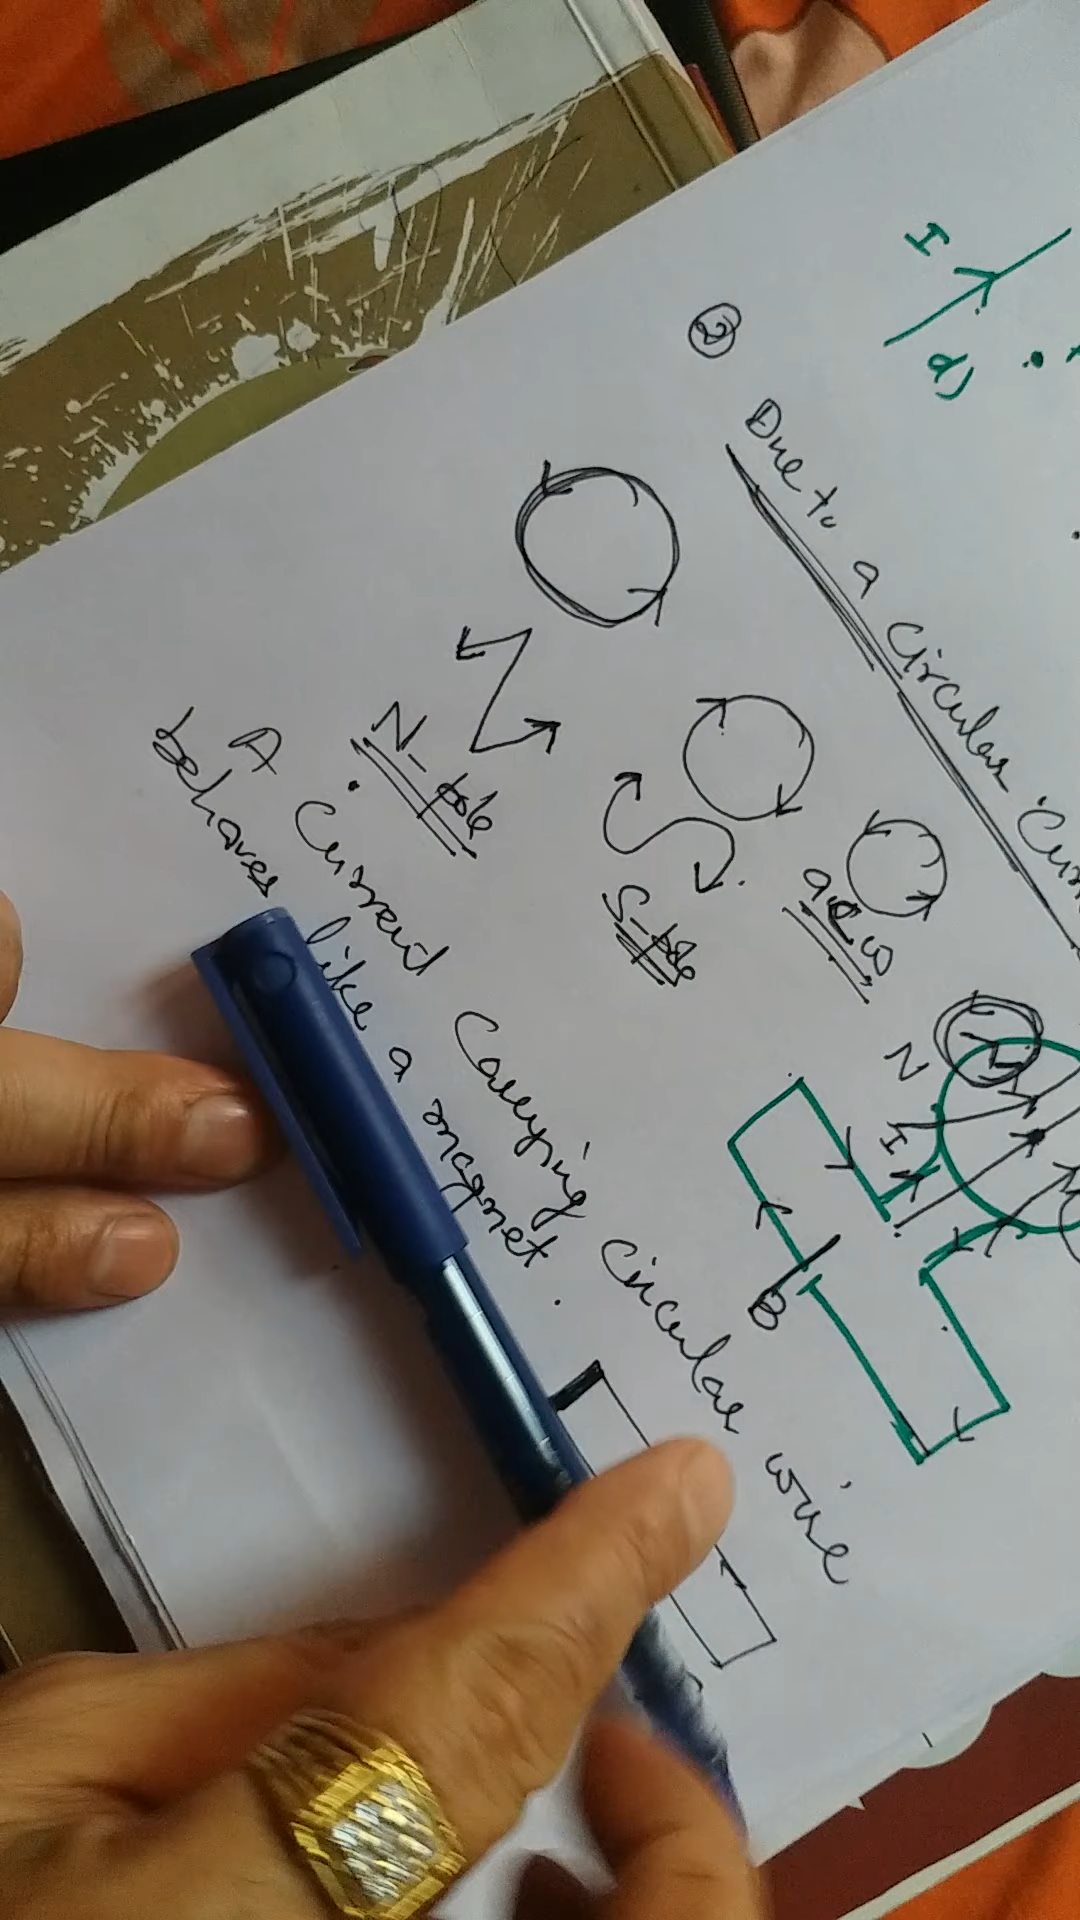 I
d)
②
Due to a Circular
N-pole
S-pole
acw
N
I
B
A Current Carrying Circular wire
behaves like a magnet.